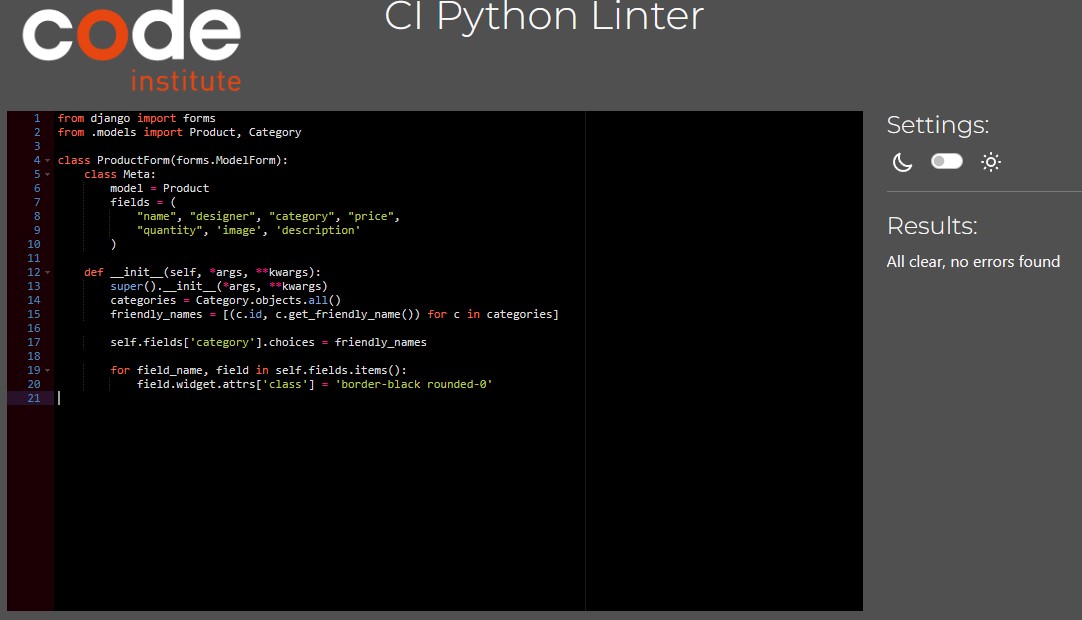 code
institute
CI Python Linter
1 from django import forms
2 from .models import Product, Category
3
4 class ProductForm(forms.ModelForm):
5     class Meta:
6         model = Product
7         fields = (
8             "name", "designer", "category", "price",
9             "quantity", 'image', 'description'
10         )
11
12     def __init__(self, *args, **kwargs):
13         super().__init__(*args, **kwargs)
14         categories = Category.objects.all()
15         friendly_names = [(c.id, c.get_friendly_name()) for c in categories]
16
17         self.fields['category'].choices = friendly_names
18
19         for field_name, field in self.fields.items():
20             field.widget.attrs['class'] = 'border-black rounded-0'
21
Settings:
Results:
All clear, no errors found